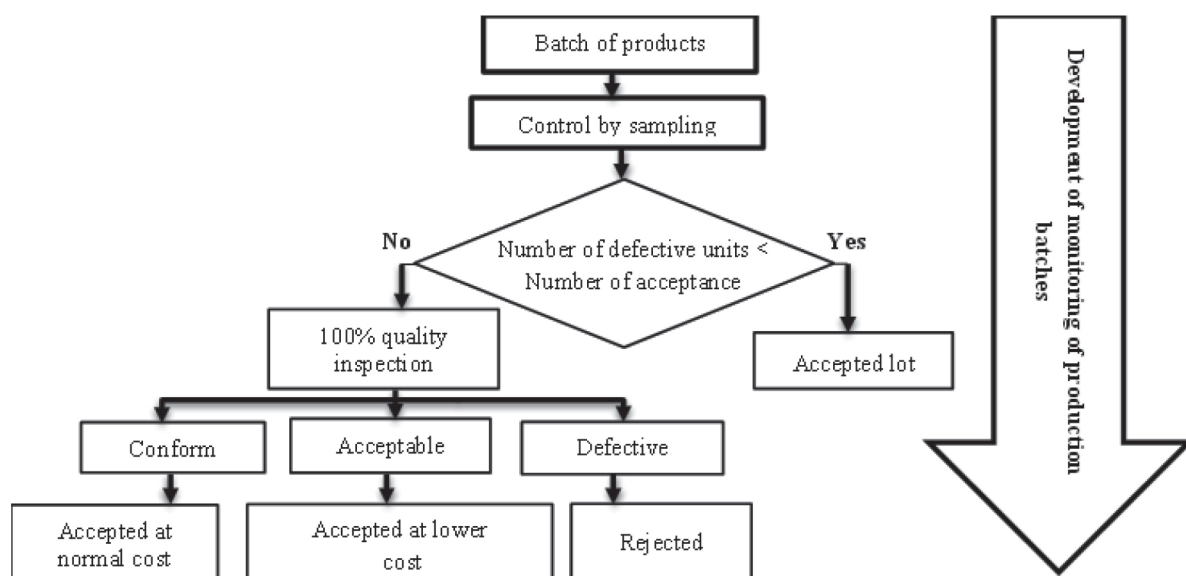 Batch of products
Control by sampling
No
Yes
Number of defective units <
Number of acceptance
100% quality
inspection
Accepted lot
Conform
Acceptable
Defective
Accepted at
normal cost
Accepted at lower
cost
Rejected
Development of monitoring of production
batches